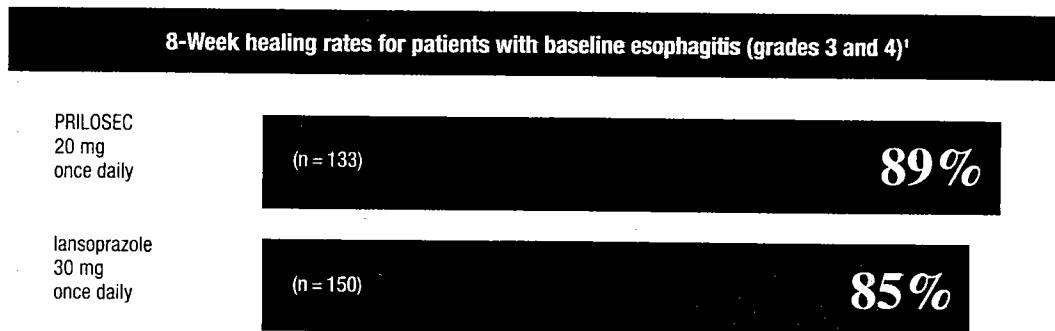 8-Week healing rates for patients with baseline esophagitis (grades 3 and 4)¹
PRILOSEC
20 mg
once daily
(n = 133)
89%
lansoprazole
30 mg
once daily
(n = 150)
85%